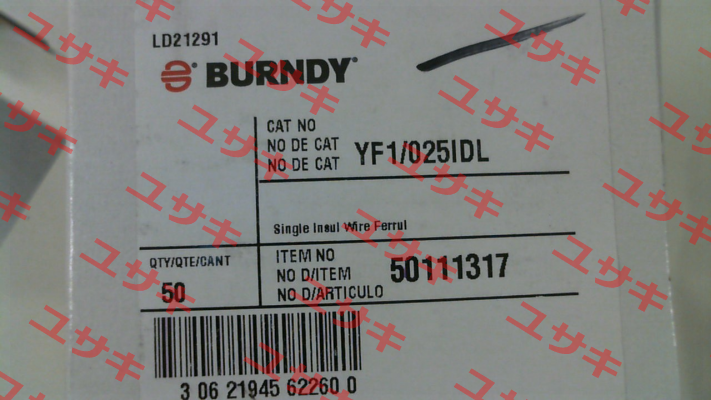 LD21291
BURNDY
CAT NO
NO DE CAT
NO DE CAT YF1/025IDL
Single Insul Wire Ferrul
QTY/QTE/CANT
50
ITEM NO
NO D/ITEM 50111317
NO D/ARTICULO
3 06 21945 62260 0
ユサキ